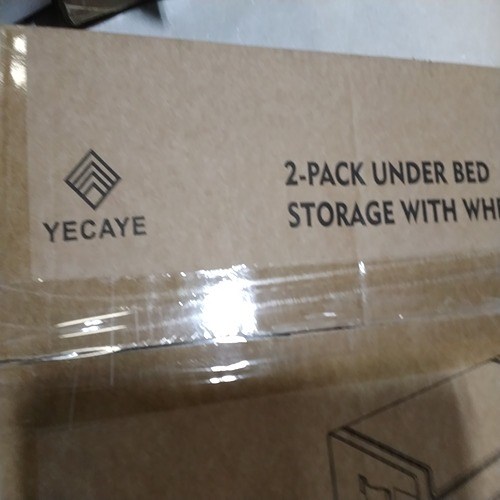 YECAYE
2-PACK UNDER BED
STORAGE WITH